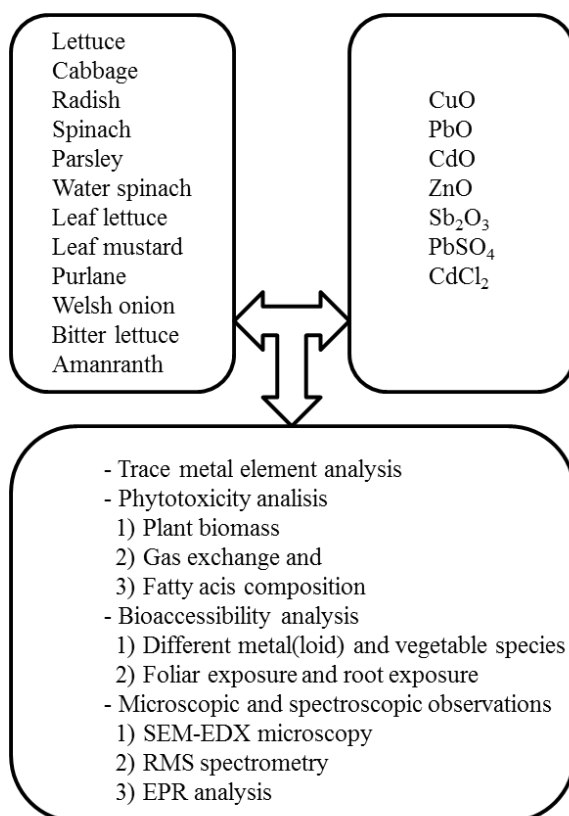 Lettuce
Cabbage
Radish
Spinach
Parsley
Water spinach
Leaf lettuce
Leaf mustard
Purlane
Welsh onion
Bitter lettuce
Amanranth
CuO
PbO
CdO
ZnO
Sb₂O₃
PbSO₄
CdCl₂
- Trace metal element analysis
- Phytotoxicity analisis
1) Plant biomass
2) Gas exchange and
3) Fatty acis composition
- Bioaccessibility analysis
1) Different metal(loid) and vegetable species
2) Foliar exposure and root exposure
- Microscopic and spectroscopic observations
1) SEM-EDX microscopy
2) RMS spectrometry
3) EPR analysis